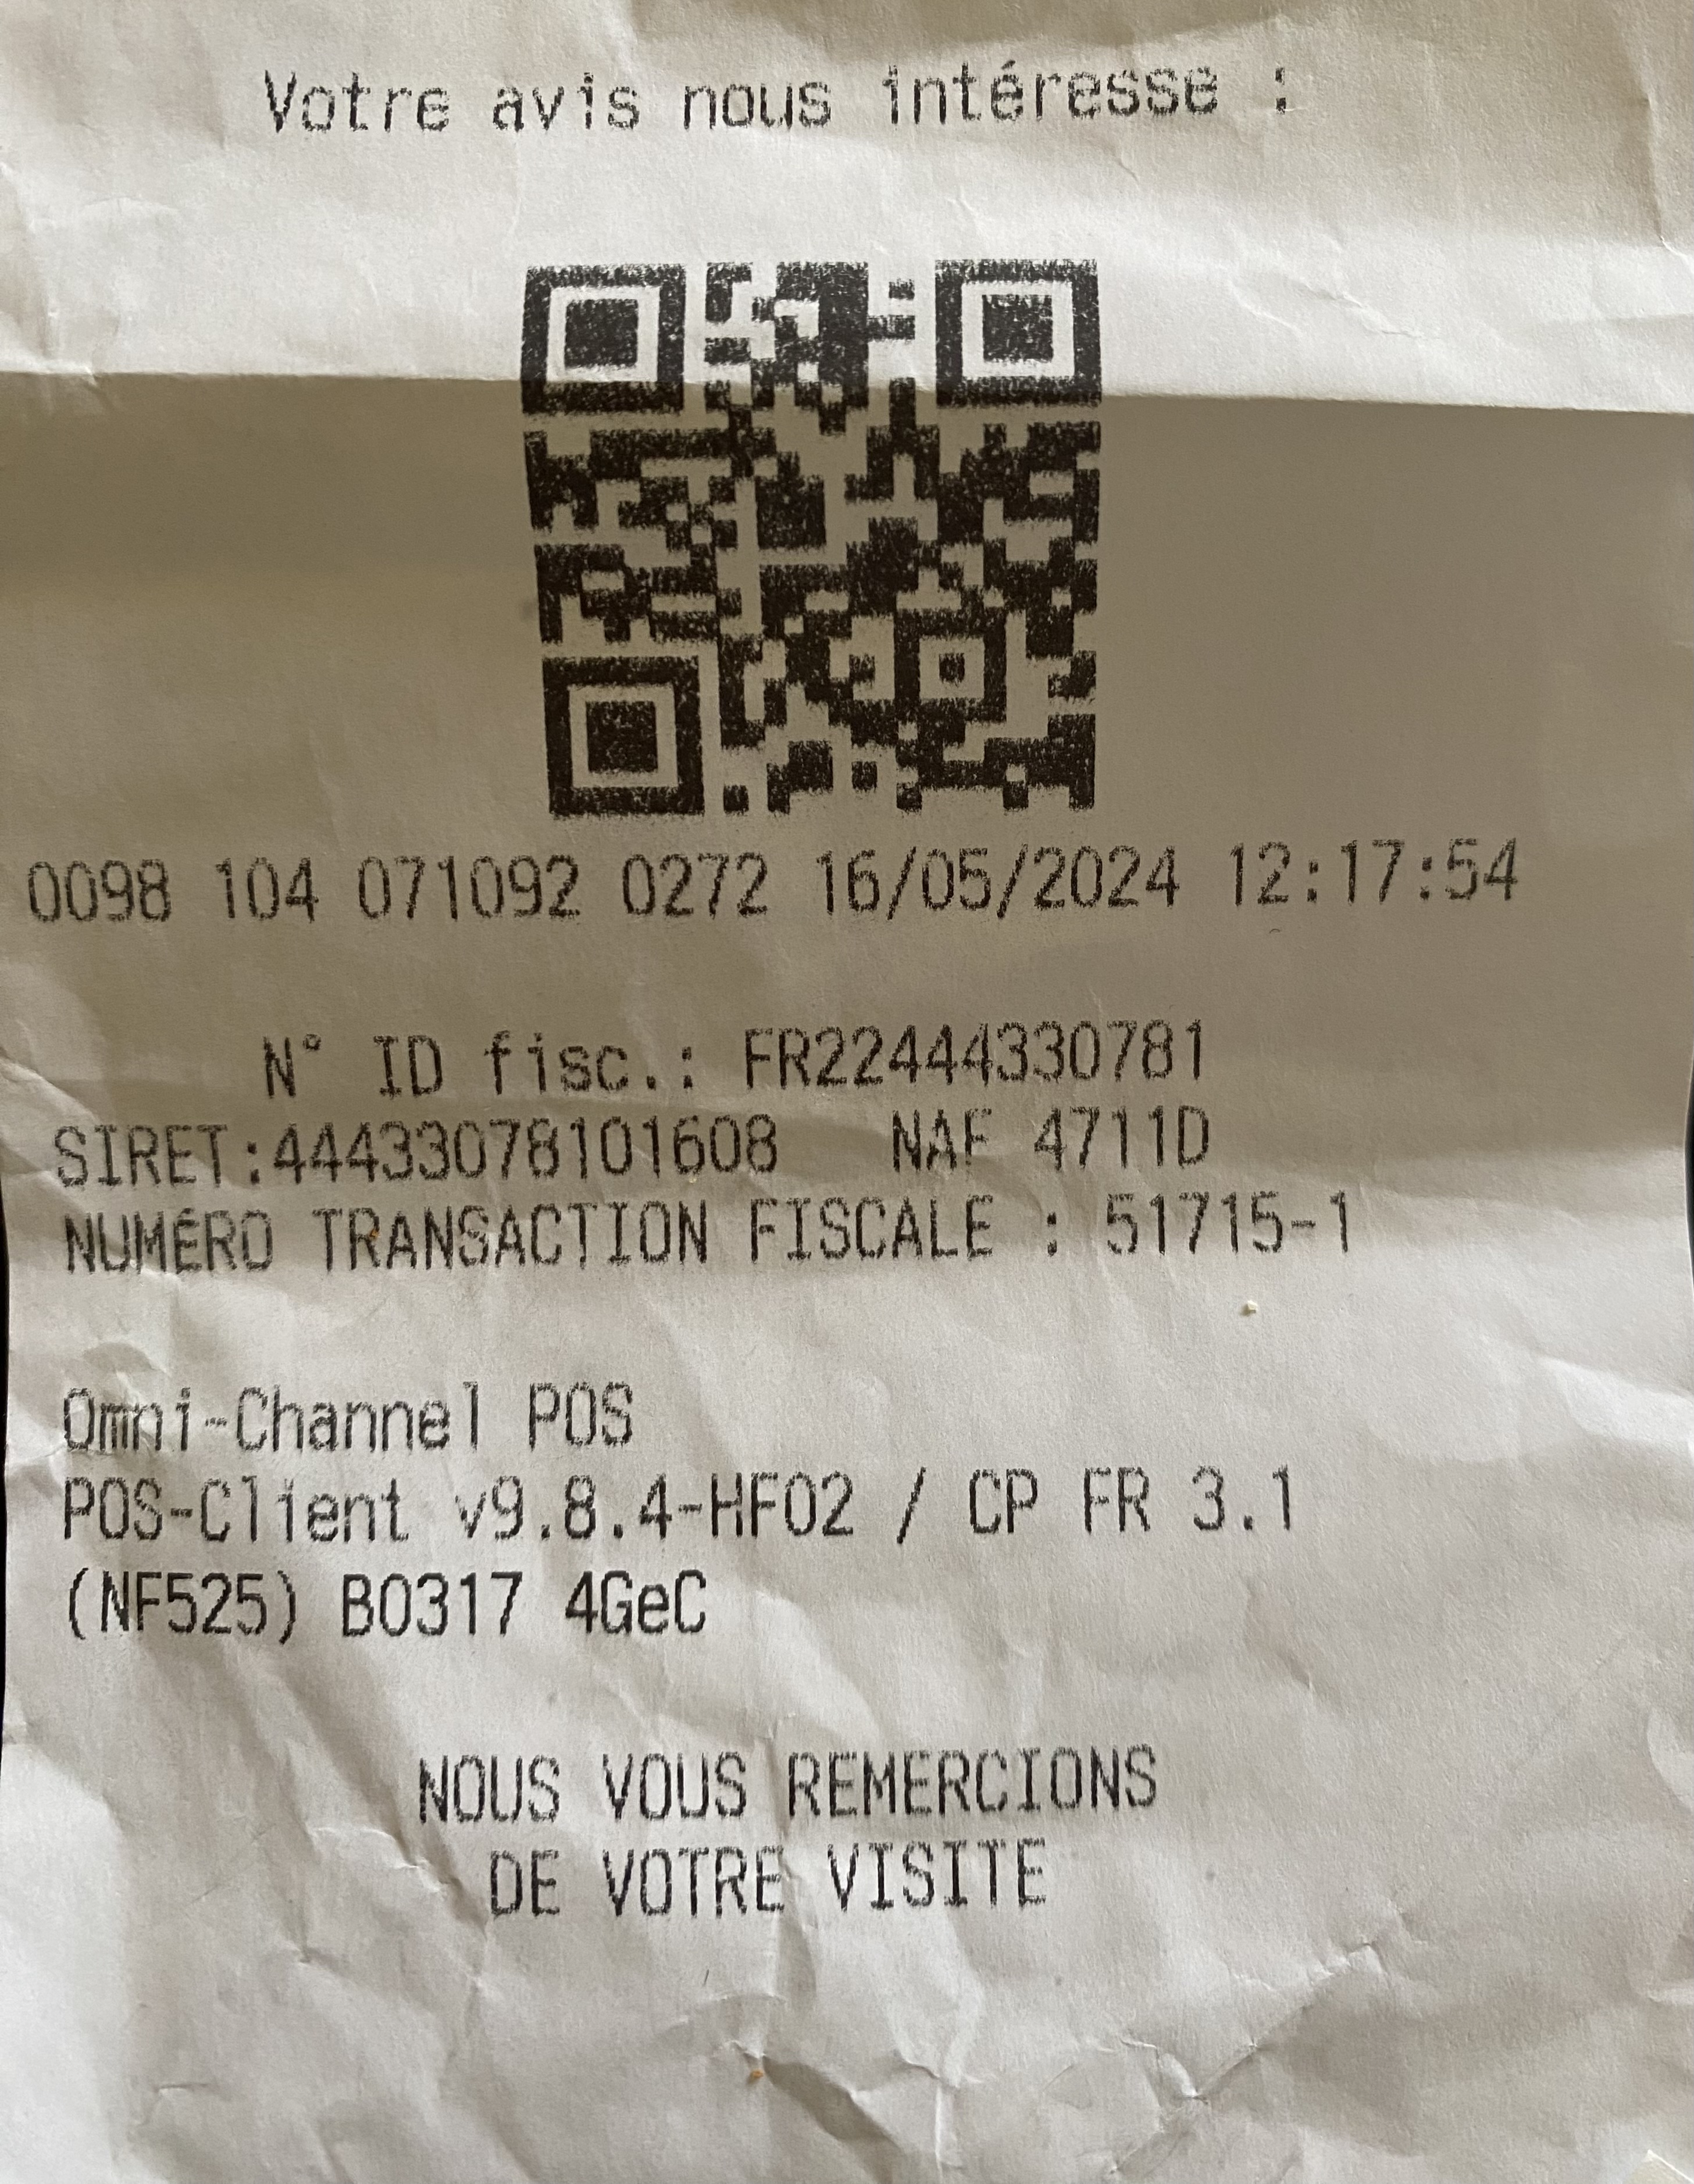 Votre avis nous intéresse :
0098 104 071092 0272 16/05/2024 12:17:54
N° ID fisc.: FR22444330781
SIRET:44433078101608 NAF 4711D
NUMÉRO TRANSACTION FISCALE : 51715-1
Omni-Channel POS
POS-Client v9.8.4-HF02 / CP FR 3.1
(NF525) B0317 4GeC
NOUS VOUS REMERCIONS
DE VOTRE VISITE